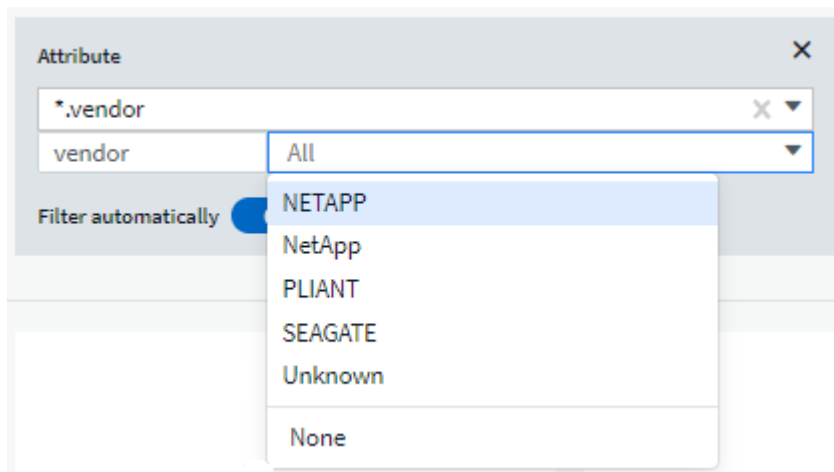 Attribute
*.vendor
vendor All
Filter automatically
NETAPP
NetApp
PLIANT
SEAGATE
Unknown
None